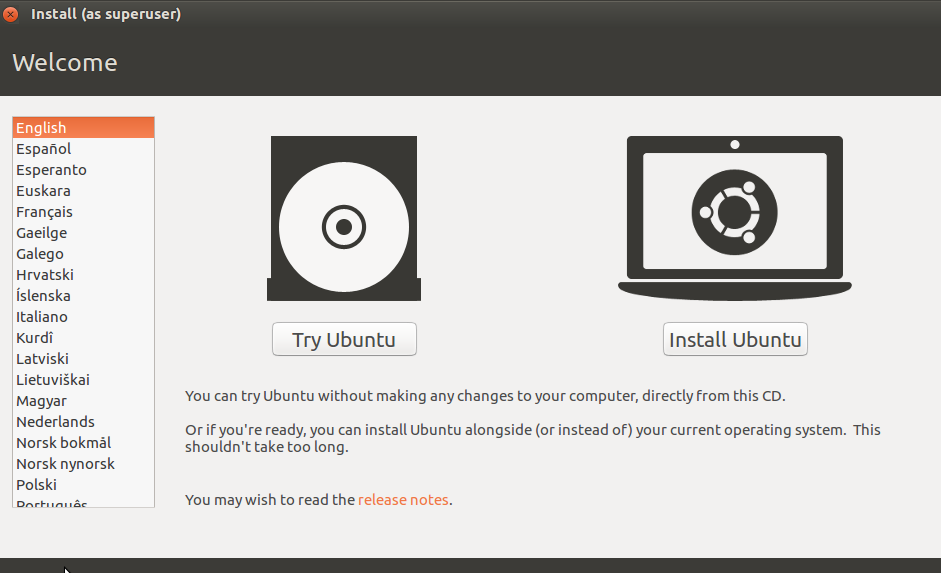 Install (as superuser)
Welcome
English
Español
Esperanto
Euskara
Français
Gaeilge
Galego
Hrvatski
Íslenska
Italiano
Kurdî
Latviski
Lietuviškai
Magyar
Nederlands
Norsk bokmål
Norsk nynorsk
Polski
Português
Try Ubuntu
Install Ubuntu
You can try Ubuntu without making any changes to your computer, directly from this CD.
Or if you're ready, you can install Ubuntu alongside (or instead of) your current operating system.  This
shouldn't take too long.
You may wish to read the release notes.